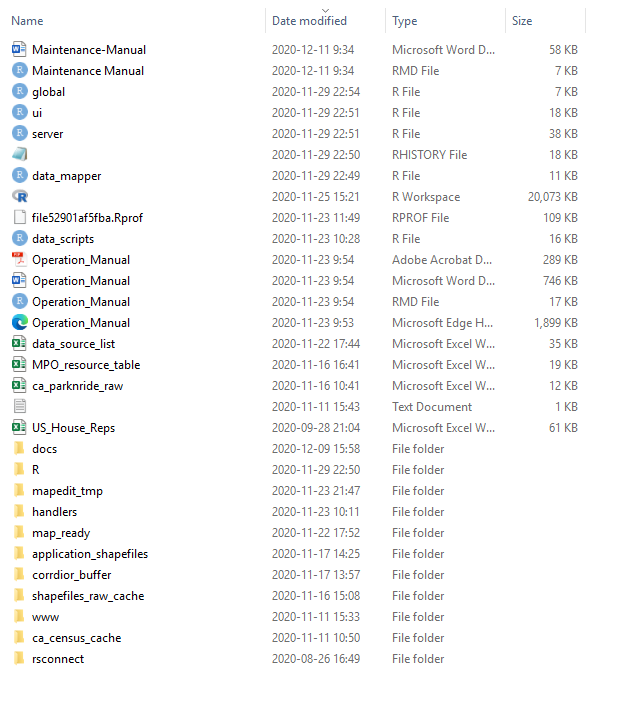 Name Date modified Type Size
Maintenance-Manual 2020-12-11 9:34 Microsoft Word D... 58 KB
Maintenance Manual 2020-12-11 9:34 RMD File 7 KB
global 2020-11-29 22:54 R File 7 KB
ui 2020-11-29 22:51 R File 18 KB
server 2020-11-29 22:51 R File 38 KB
2020-11-29 22:50 RHISTORY File 18 KB
data_mapper 2020-11-29 22:49 R File 11 KB
2020-11-25 15:21 R Workspace 20,073 KB
file52901af5fba.Rprof 2020-11-23 11:49 RPROF File 109 KB
data_scripts 2020-11-23 10:28 R File 16 KB
Operation_Manual 2020-11-23 9:54 Adobe Acrobat D... 289 KB
Operation_Manual 2020-11-23 9:54 Microsoft Word D... 746 KB
Operation_Manual 2020-11-23 9:54 RMD File 17 KB
Operation_Manual 2020-11-23 9:53 Microsoft Edge H... 1,899 KB
data_source_list 2020-11-22 17:44 Microsoft Excel W... 35 KB
MPO_resource_table 2020-11-16 16:41 Microsoft Excel W... 19 KB
ca_parknride_raw 2020-11-16 10:41 Microsoft Excel W... 12 KB
2020-11-11 15:43 Text Document 1 KB
US_House_Reps 2020-09-28 21:04 Microsoft Excel W... 61 KB
docs 2020-12-09 15:58 File folder
R 2020-11-29 22:50 File folder
mapedit_tmp 2020-11-23 21:47 File folder
handlers 2020-11-23 10:11 File folder
map_ready 2020-11-22 17:52 File folder
application_shapefiles 2020-11-17 14:25 File folder
corrdior_buffer 2020-11-17 13:57 File folder
shapefiles_raw_cache 2020-11-16 15:08 File folder
www 2020-11-11 15:33 File folder
ca_census_cache 2020-11-11 10:50 File folder
rsconnect 2020-08-26 16:49 File folder